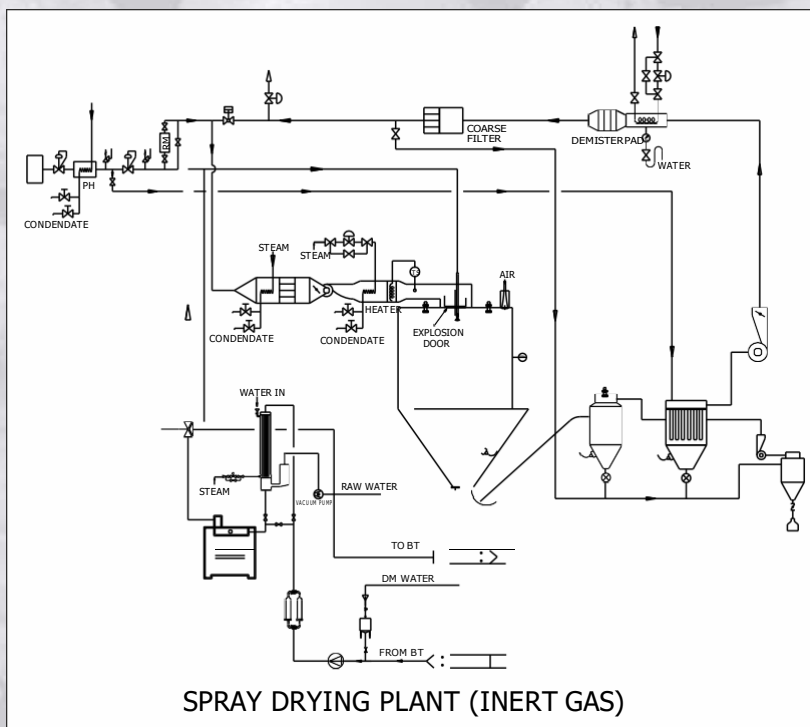 COARSE
FILTER
DEMISTERPAD
WATER
RM
PH
CONDENDATE
STEAM
STEAM
AIR
TS
HEATER
EXPLOSION
DOOR
CONDENDATE
CONDENDATE
WATER IN
STEAM
RAW WATER
VACUUM PUMP
TO BT
DM WATER
FROM BT
SPRAY DRYING PLANT (INERT GAS)